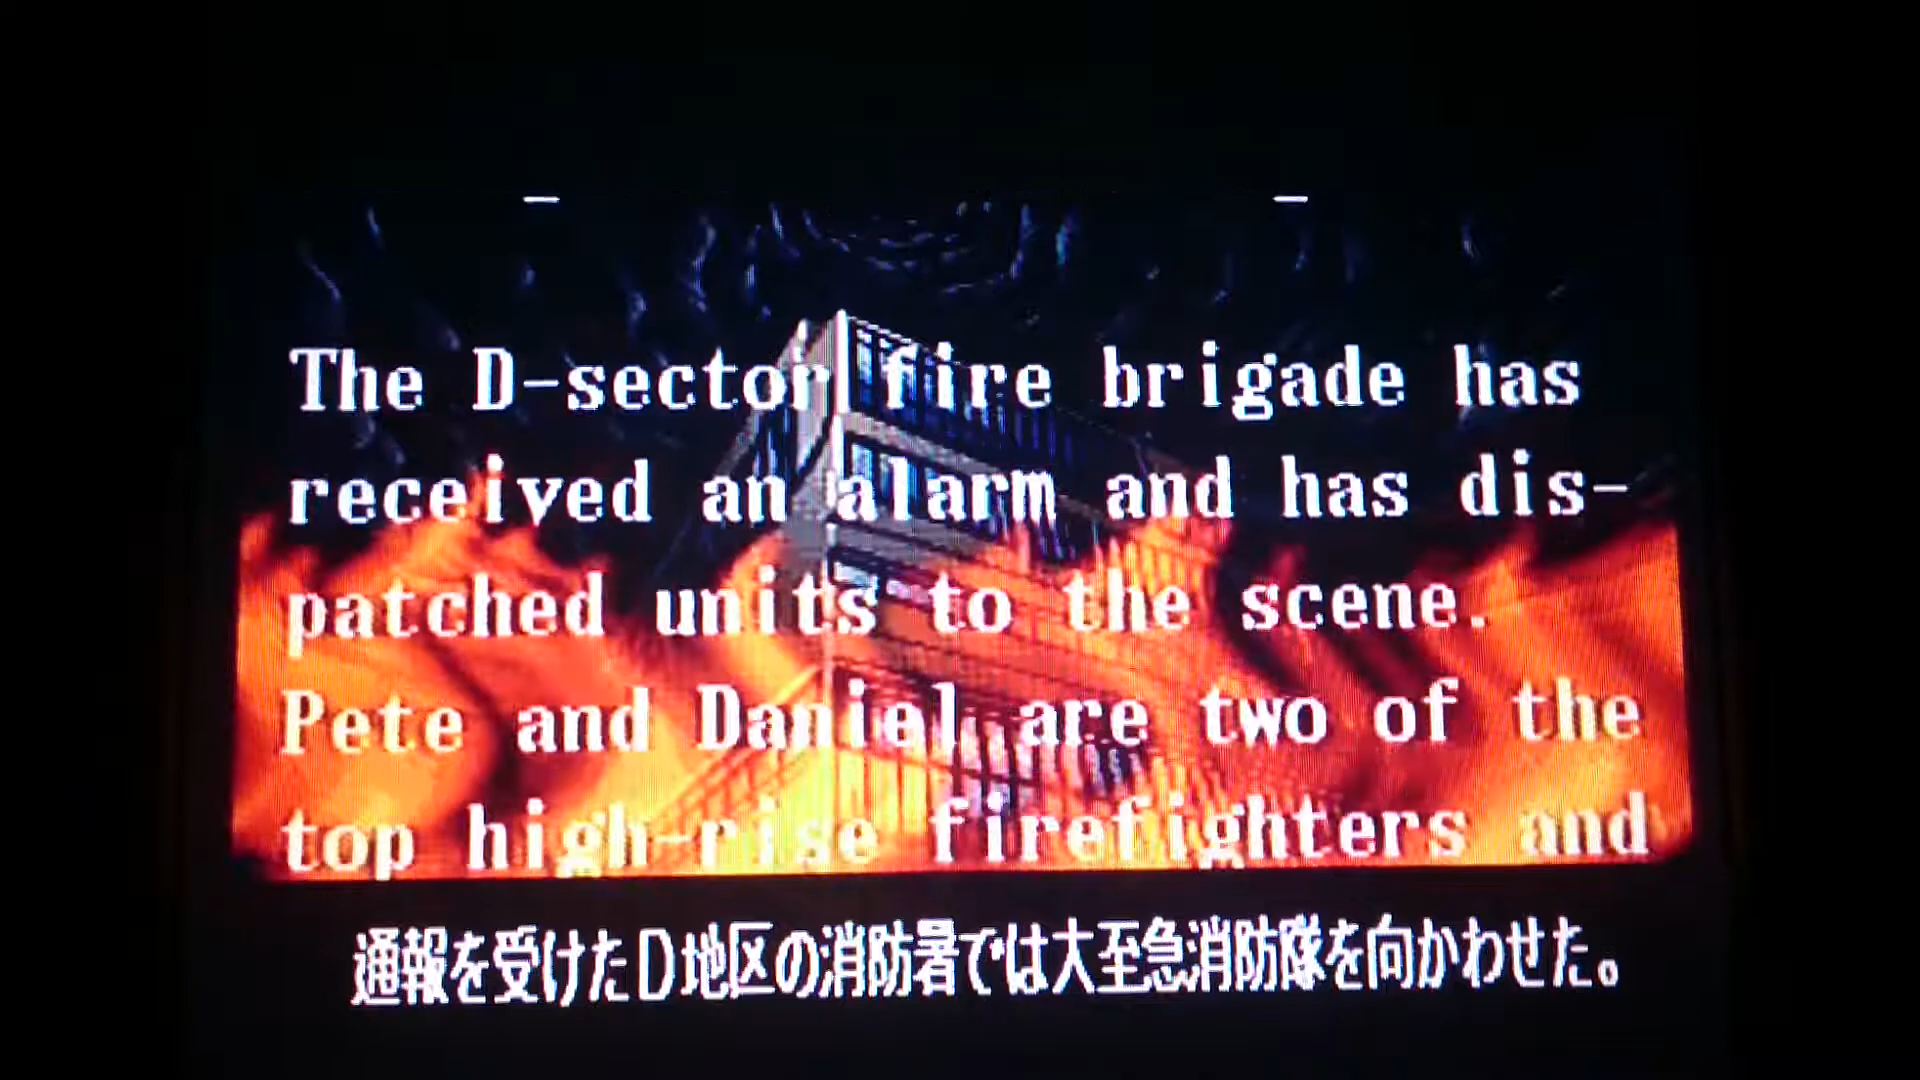 The D-sector fire brigade has
received an alarm and has dis-
patched units to the scene.
Pete and Daniel are two of the
top high-rise firefighters and
通報を受けたD地区の消防署では大至急消防隊を向かわせた。